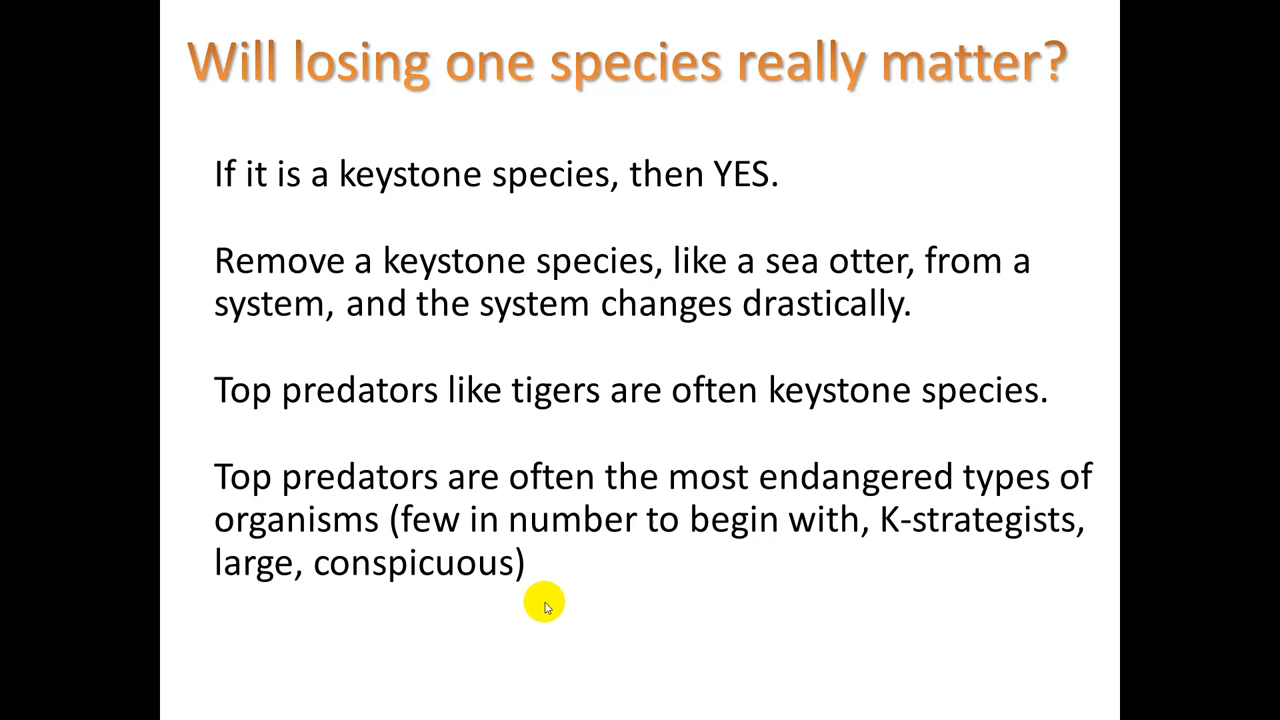 Will losing one species really matter?
If it is a keystone species, then YES.
Remove a keystone species, like a sea otter, from a
system, and the system changes drastically.
Top predators like tigers are often keystone species.
Top predators are often the most endangered types of
organisms (few in number to begin with, K-strategists,
large, conspicuous)